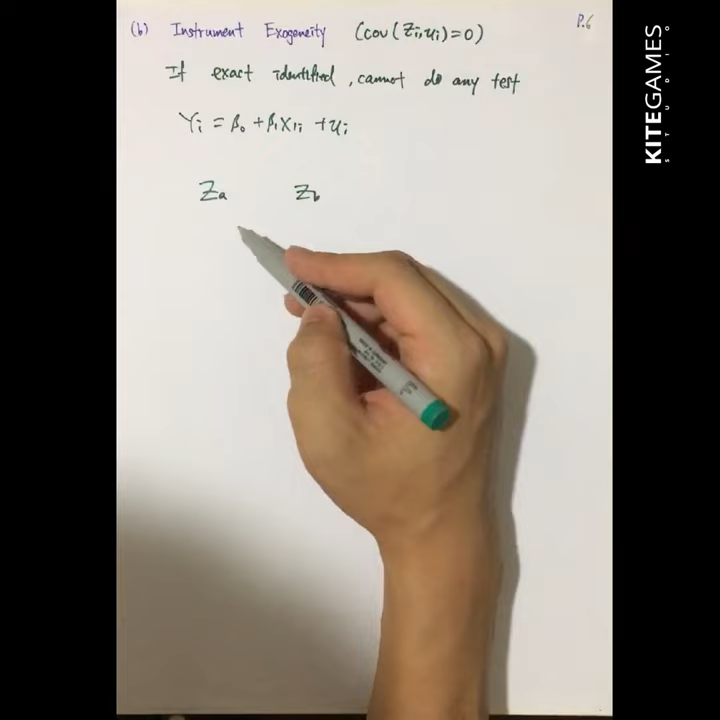 P.6
(b) Instrument Exogeneity (cov(Zi,ui)=0)
If exact identified, cannot do any test
Yi = β0 + β1X1i + ui
Za Zb
KITEGAMES
STUDIO